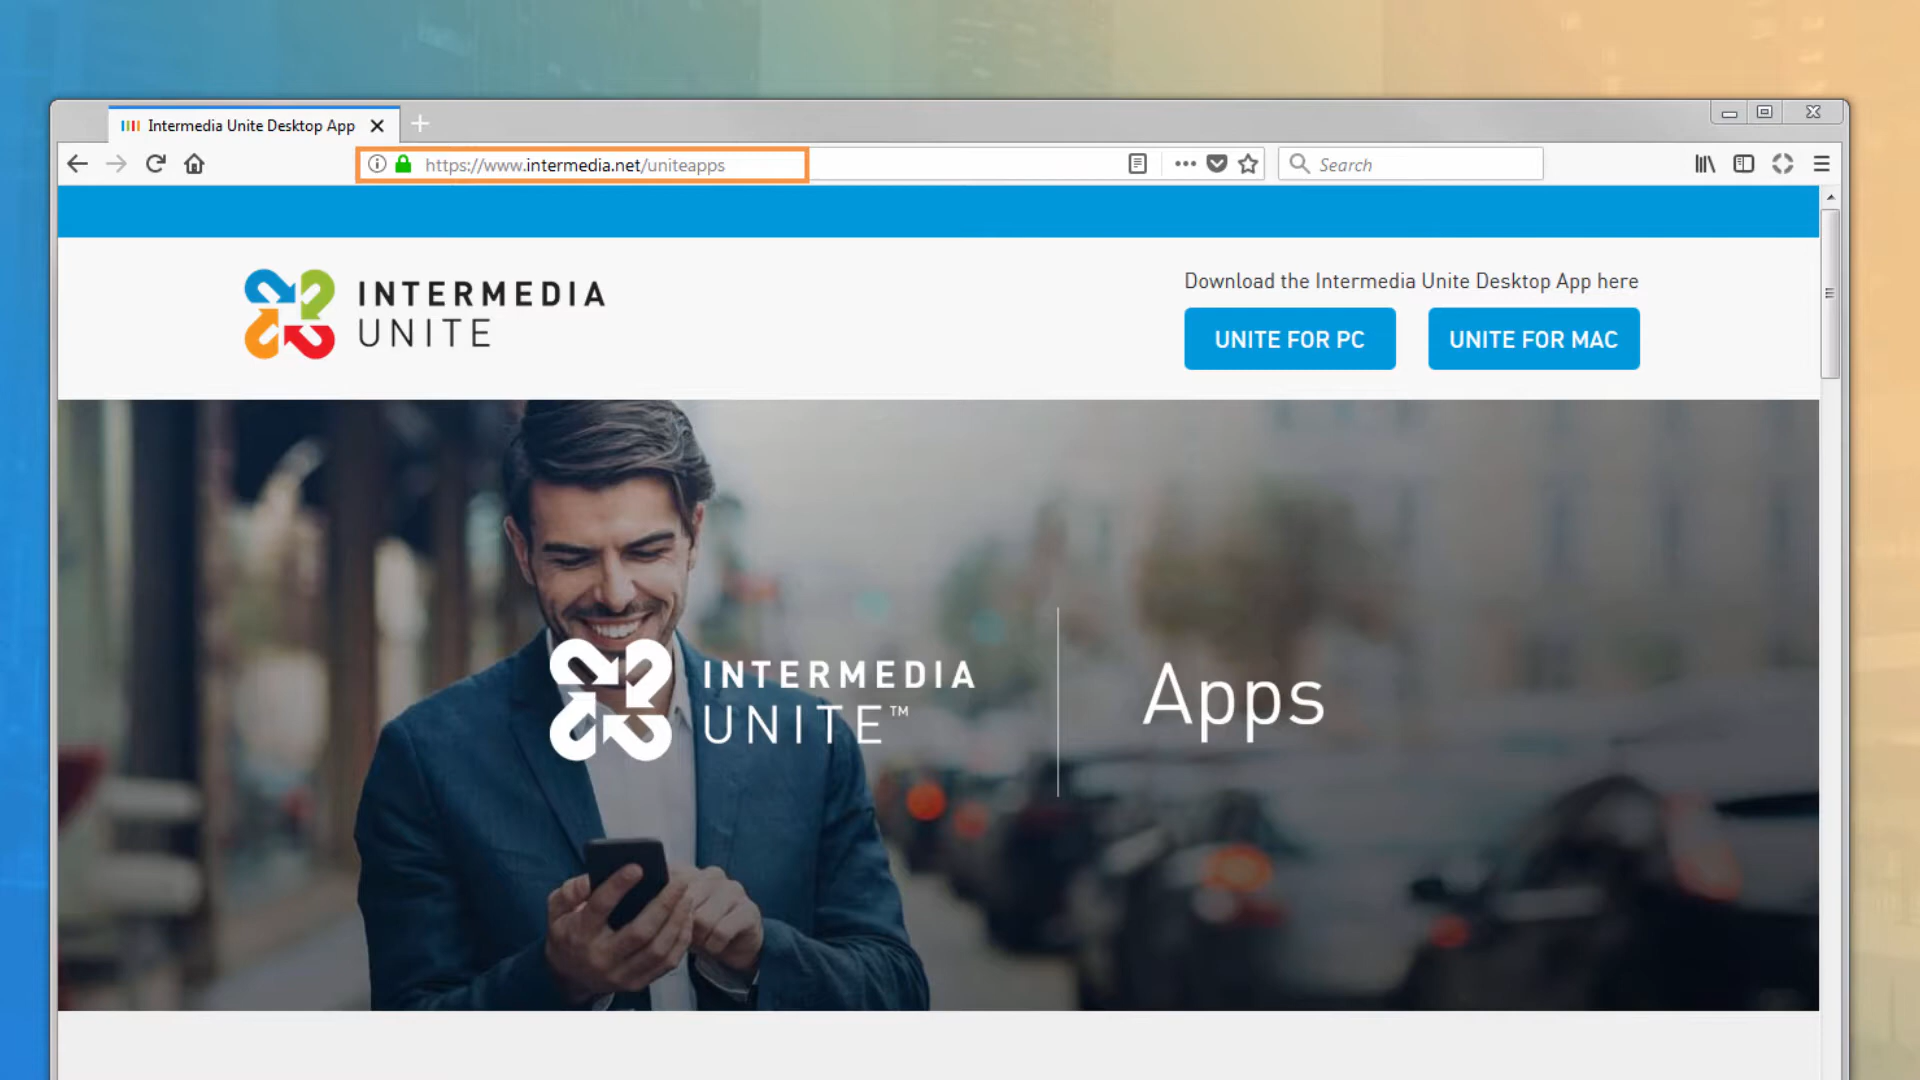 Intermedia Unite Desktop App
https://www.intermedia.net/uniteapps
Search
INTERMEDIA
UNITE
Download the Intermedia Unite Desktop App here
UNITE FOR PC
UNITE FOR MAC
INTERMEDIA
UNITE™
Apps